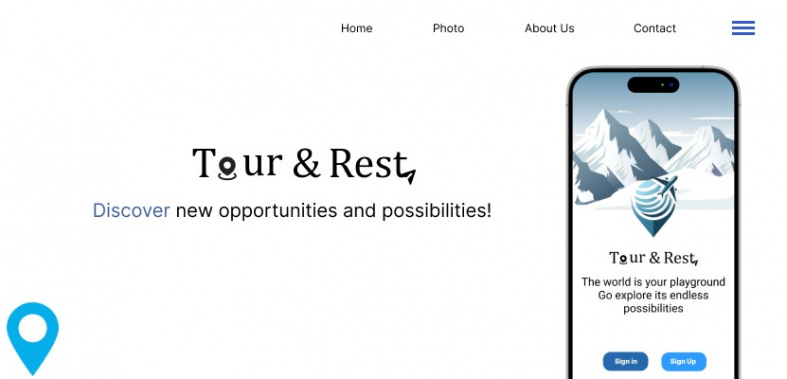 Home Photo About Us Contact
Tour & Rest
Discover new opportunities and possibilities!
Tour & Rest
The world is your playground
Go explore its endless
possibilities
Sign in Sign Up